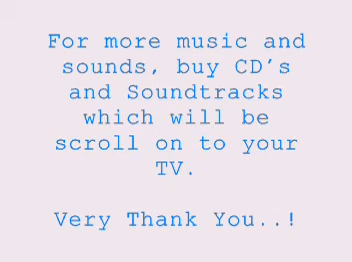 For more music and
sounds, buy CD's
and Soundtracks
which will be
scroll on to your
TV.
Very Thank You..!